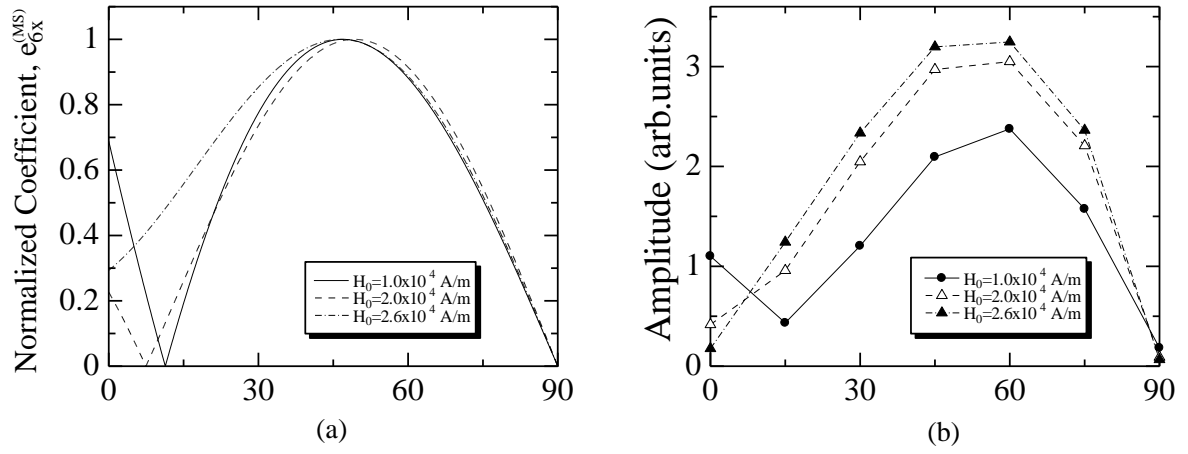 Normalized Coefficient, e6x(MS)
1
0.8
0.6
0.4
0.2
0
0 30 60 90
H0=1.0x10 4 A/m
H0=2.0x10 4 A/m
H0=2.6x10 4 A/m
(a)
Amplitude (arb.units)
3
2
1
0
0 30 60 90
H0=1.0x10 4 A/m
H0=2.0x10 4 A/m
H0=2.6x10 4 A/m
(b)